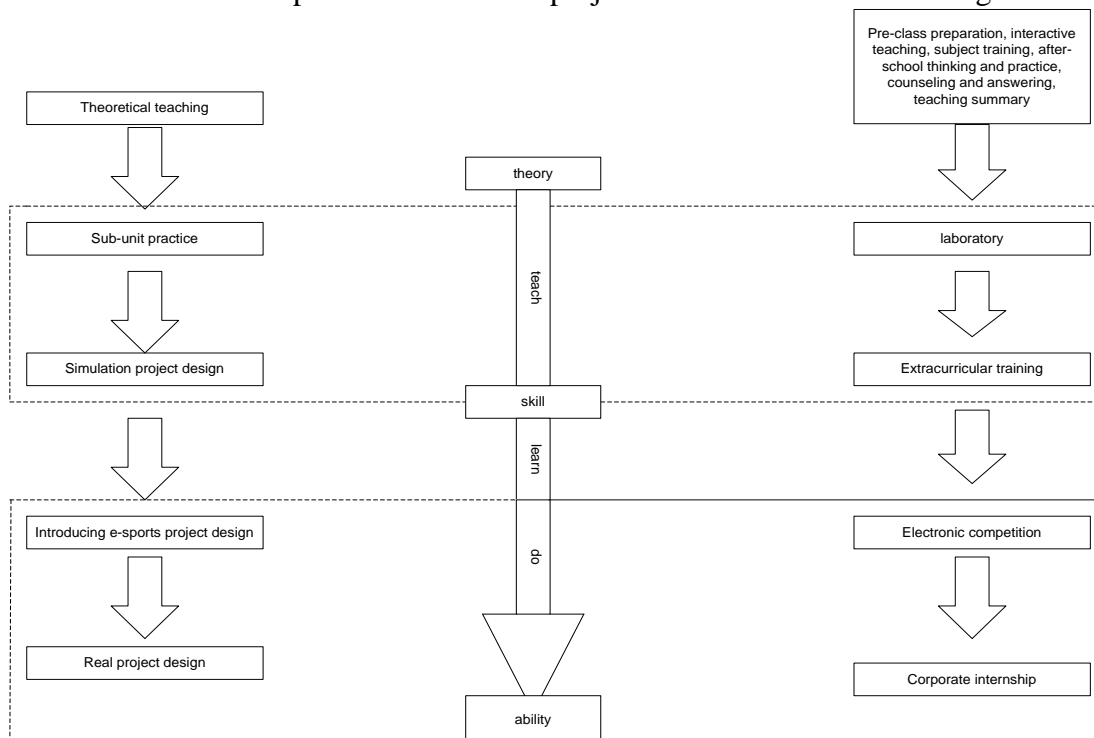 Theoretical teaching
Sub-unit practice
Simulation project design
Introducing e-sports project design
Real project design
theory
teach
skill
learn
do
ability
Pre-class preparation, interactive
teaching, subject training, after-
school thinking and practice,
counseling and answering,
teaching summary
laboratory
Extracurricular training
Electronic competition
Corporate internship